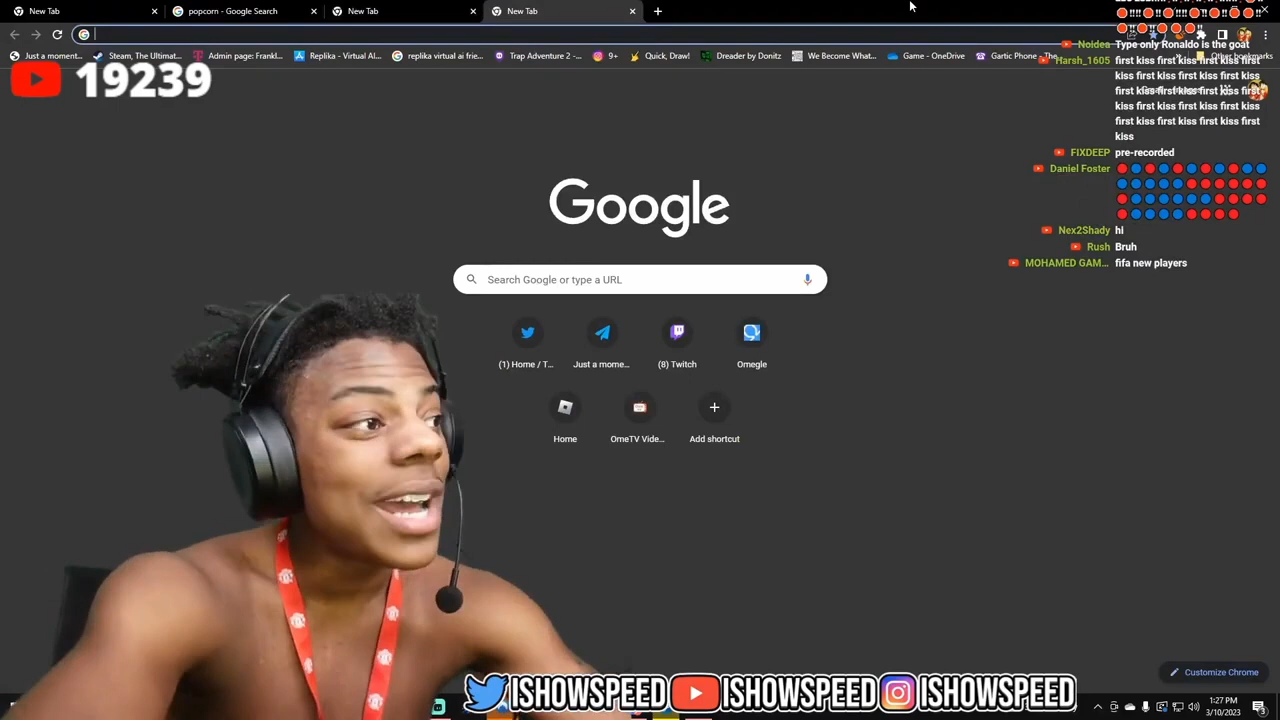 New Tab
popcorn - Google Search
New Tab
New Tab
Just a moment...
Steam, The Ultimat...
Admin page: Frankl...
Replika - Virtual AI...
replika virtual ai frie...
Trap Adventure 2 -...
9+
Quick, Draw!
Dreader by Donitz
We Become What...
Game - OneDrive
Gartic Phone - The...
19239
Noidea Type only Ronaldo is the goat
Harsh_1605 first kiss first kiss first kiss first
kiss first kiss first kiss first kiss
first kiss first kiss first kiss first
kiss first kiss first kiss first kiss
first kiss first kiss first kiss first
kiss
FIXDEEP pre-recorded
Daniel Foster
Nex2Shady hi
Rush Bruh
MOHAMED GAM... fifa new players
Google
Search Google or type a URL
(1) Home / T...
Just a mome...
(8) Twitch
Omegle
Home
OmeTV Vide...
Add shortcut
Customize Chrome
ISHOWSPEED ISHOWSPEED ISHOWSPEED
1:27 PM
3/10/2023